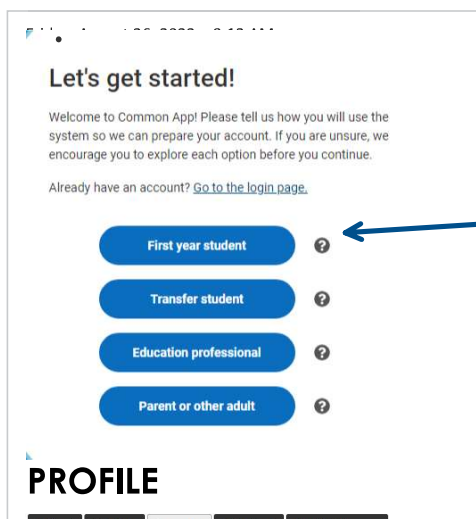 Let's get started!
Welcome to Common App! Please tell us how you will use the
system so we can prepare your account. If you are unsure, we
encourage you to explore each option before you continue.
Already have an account? Go to the login page.
First year student
Transfer student
Education professional
Parent or other adult
PROFILE